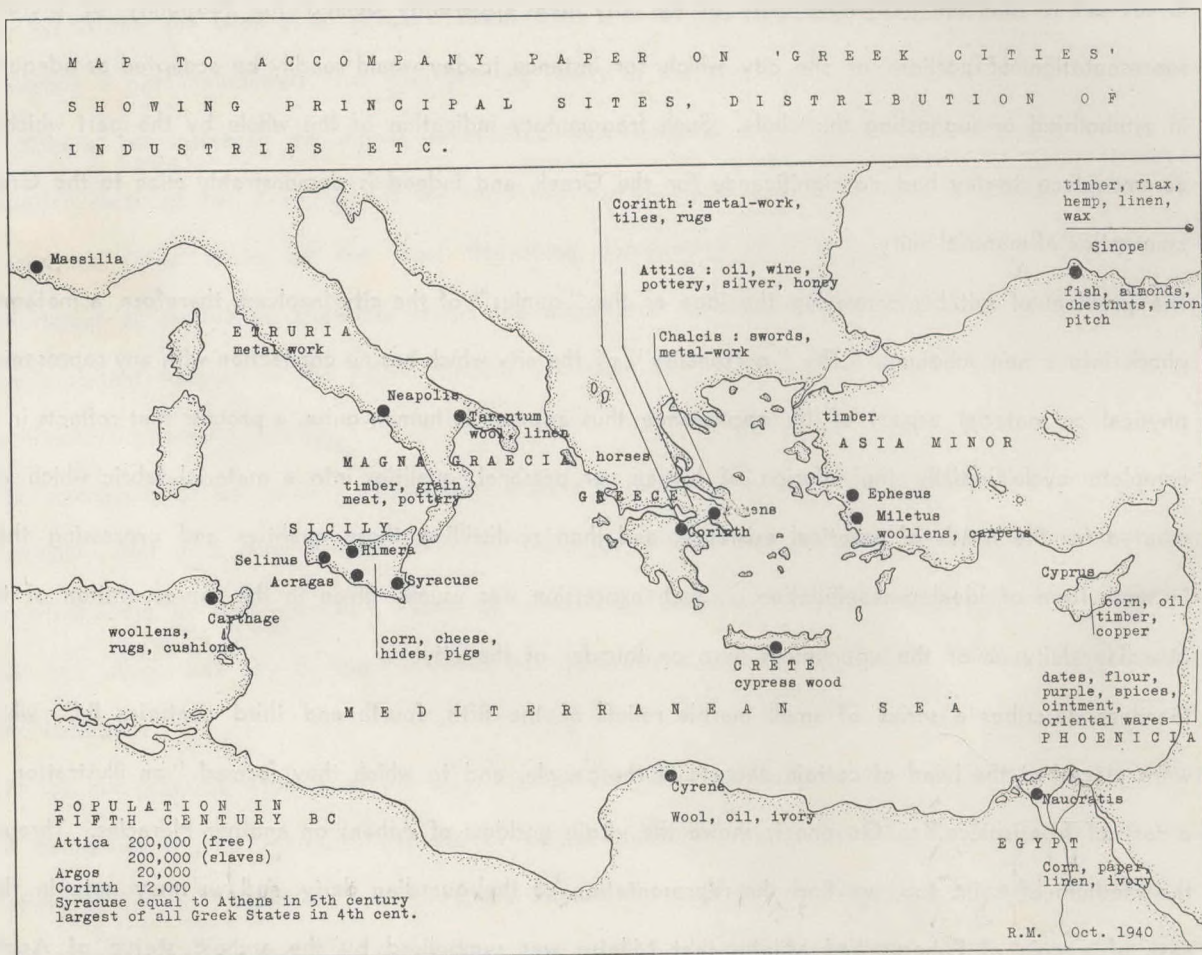 MAP TO ACCOMPANY PAPER ON 'GREEK CITIES'
SHOWING PRINCIPAL SITES, DISTRIBUTION OF
INDUSTRIES ETC.
Corinth : metal-work,
tiles, rugs
timber, flax,
hemp, linen,
wax
Sinope
fish, almonds,
chestnuts, iron
pitch
Massilia
Attica : oil, wine,
pottery, silver, honey
ETRURIA
metal work
Chalcis : swords,
metal-work
Neapolis
Tarentum
wool, linen
timber
ASIA MINOR
MAGNA GRAECIA
timber, grain
meat, pottery
horses
GREECE
ens
Corinth
Ephesus
Miletus
woollens, carpets
SICILY
Selinus
Himera
Acragas
Syracuse
corn, cheese,
hides, pigs
Carthage
woollens,
rugs, cushions
Cyprus
corn, oil
timber,
copper
CRETE
cypress wood
dates, flour,
purple, spices,
ointment,
oriental wares
PHOENICIA
MEDITERRANEAN SEA
Cyrene
Wool, oil, ivory
Naucratis
EGYPT
Corn, paper
linen, ivory
POPULATION IN
FIFTH CENTURY BC
Attica 200,000 (free)
200,000 (slaves)
Argos 20,000
Corinth 12,000
Syracuse equal to Athens in 5th century
largest of all Greek States in 4th cent.
R.M. Oct. 1940